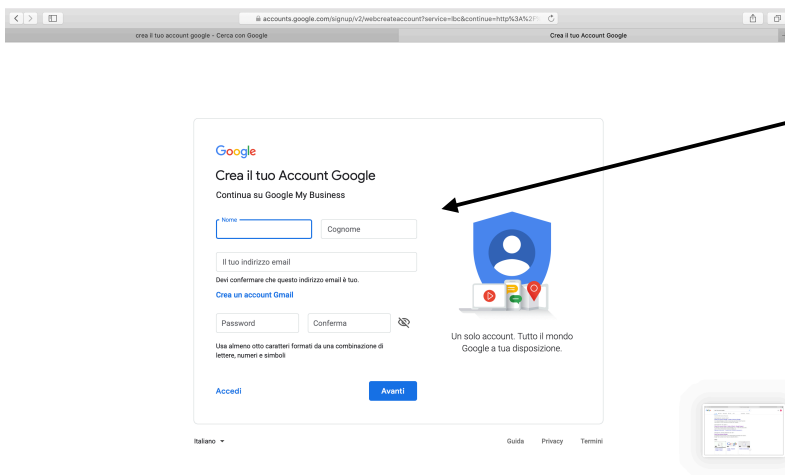 accounts.google.com/signup/v2/webcreateaccount?service=lbc&continue=http%3A%2F
crea il tuo account google - Cerca con Google
Crea il tuo Account Google
Google
Crea il tuo Account Google
Continua su Google My Business
Nome
Cognome
Il tuo indirizzo email
Devi confermare che questo indirizzo email è tuo.
Crea un account Gmail
Password
Conferma
Usa almeno otto caratteri formati da una combinazione di
lettere, numeri e simboli
Un solo account. Tutto il mondo
Google a tua disposizione.
Accedi
Avanti
Italiano
Guida
Privacy
Termini